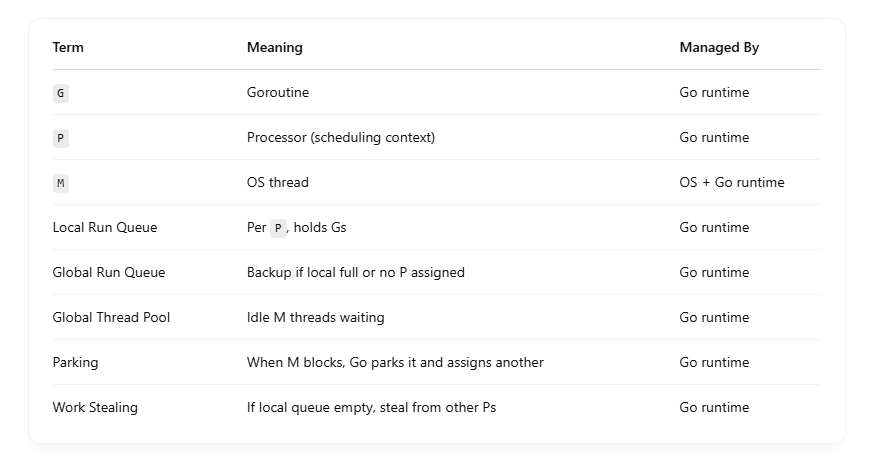 Term Meaning Managed By
G Goroutine Go runtime
P Processor (scheduling context) Go runtime
M OS thread OS + Go runtime
Local Run Queue Per P, holds Gs Go runtime
Global Run Queue Backup if local full or no P assigned Go runtime
Global Thread Pool Idle M threads waiting Go runtime
Parking When M blocks, Go parks it and assigns another Go runtime
Work Stealing If local queue empty, steal from other Ps Go runtime